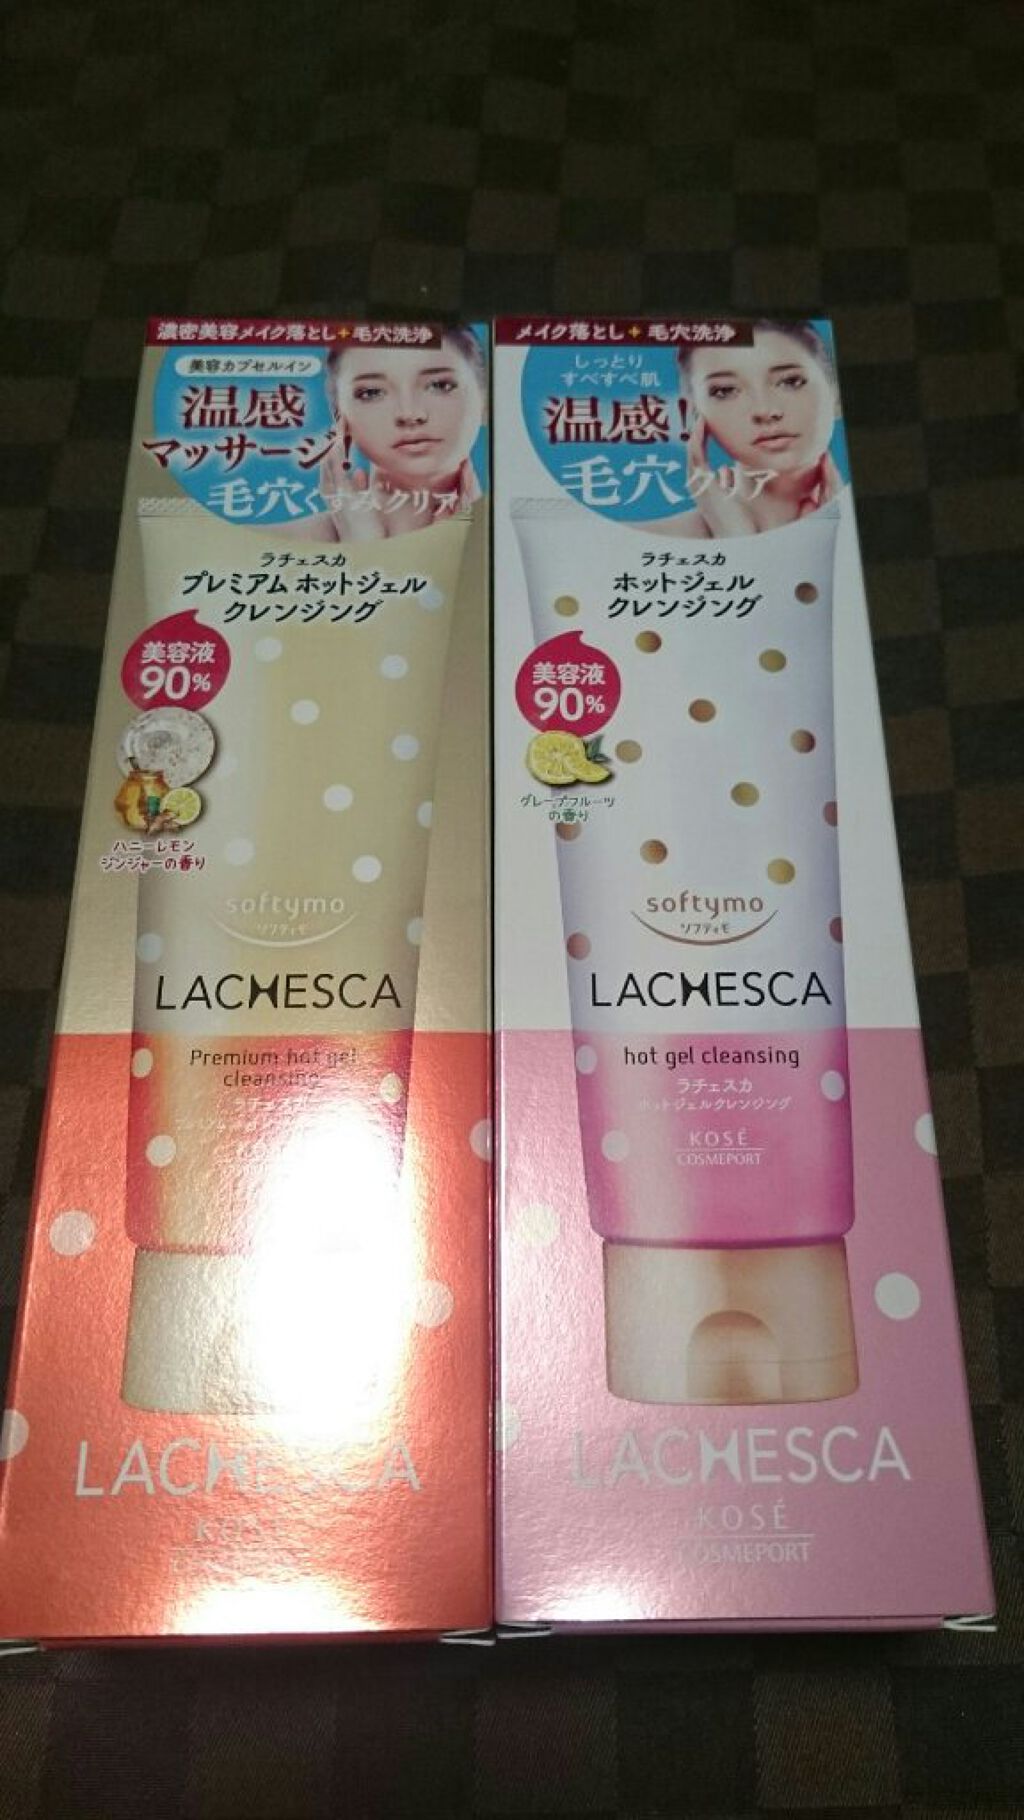 濃密美容メイク落とし+毛穴洗浄
美容カプセルイン
温感
マッサージ!
毛穴くすみクリア
ラチェスカ
プレミアム ホットジェル
クレンジング
美容液
90%
ハニーレモン
ジンジャーの香り
softymo
ソフティモ
LACHESCA
Premium hot gel
cleansing
ラチェスカ
LACHESCA
KOSÉ
メイク落とし+毛穴洗浄
しっとり
すべすべ肌
温感!
毛穴クリア
ラチェスカ
ホットジェル
クレンジング
美容液
90%
グレープフルーツ
の香り
softymo
ソフティモ
LACHESCA
hot gel cleansing
ラチェスカ
ホットジェルクレンジング
KOSÉ
COSMEPORT
LACHESCA
KOSÉ
COSMEPORT